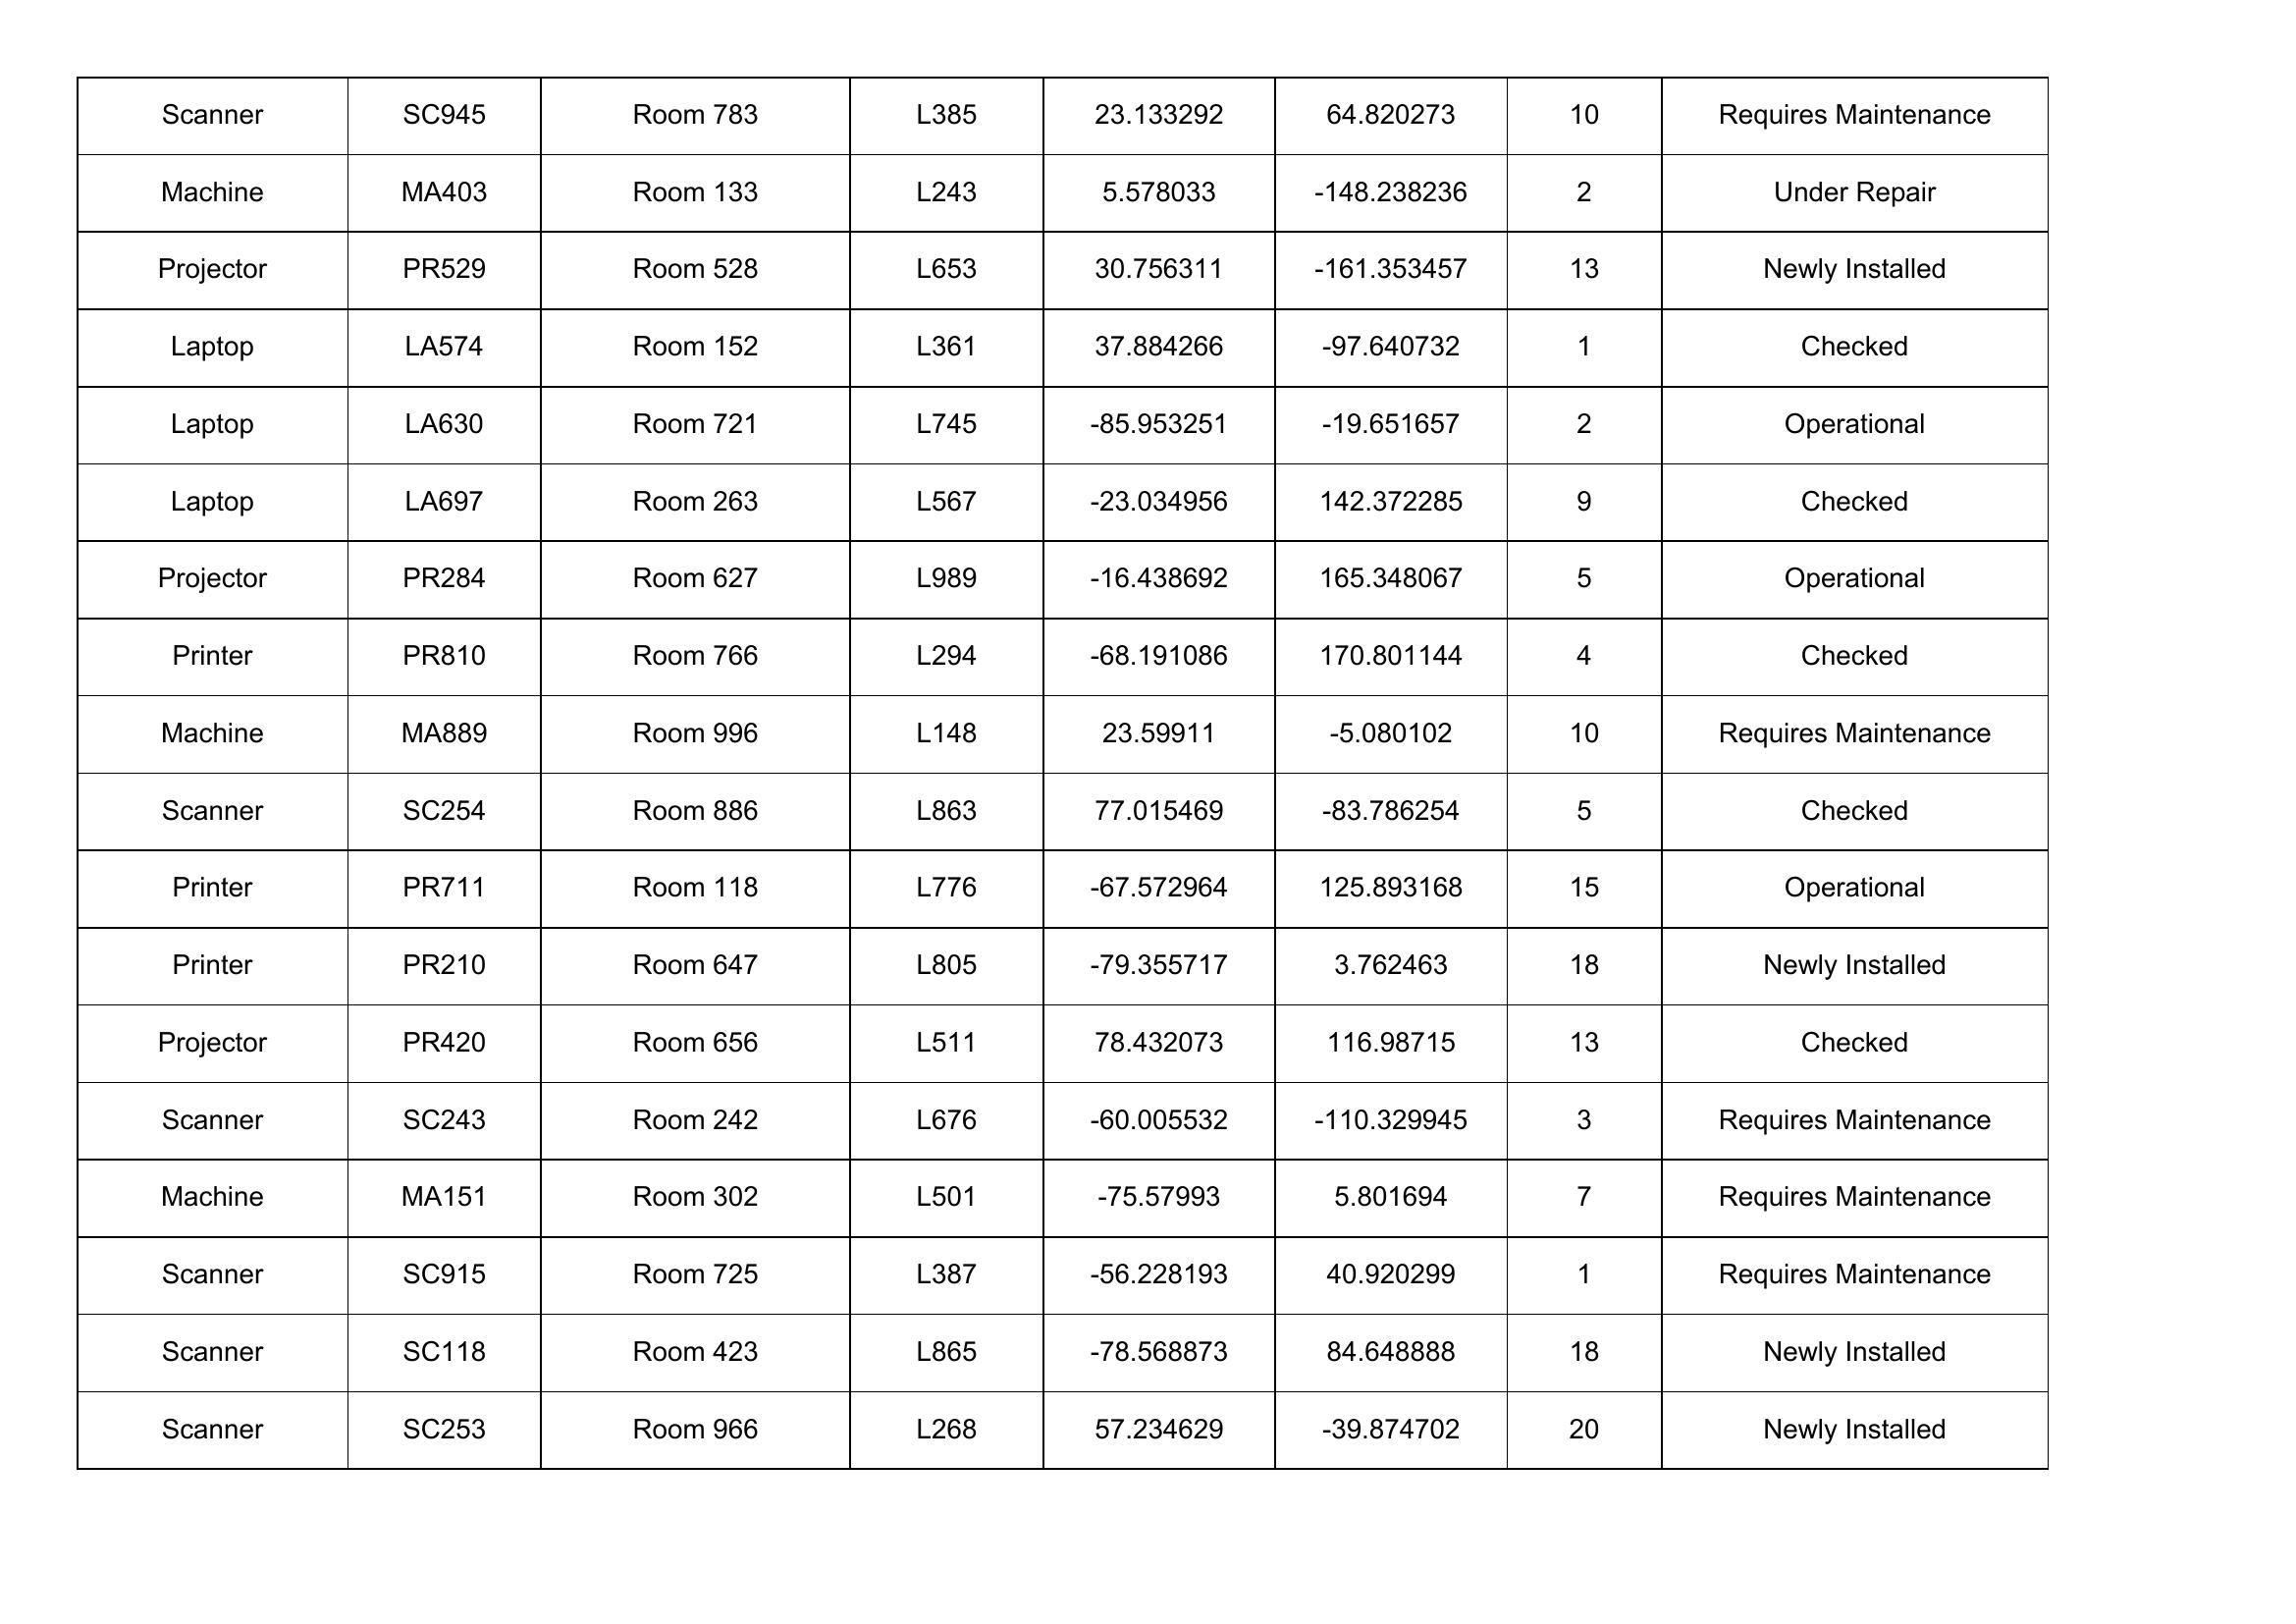 Scanner SC945 Room 783 L385 23.133292 64.820273 10 Requires Maintenance
Machine MA403 Room 133 L243 5.578033 -148.238236 2 Under Repair
Projector PR529 Room 528 L653 30.756311 -161.353457 13 Newly Installed
Laptop LA574 Room 152 L361 37.884266 -97.640732 1 Checked
Laptop LA630 Room 721 L745 -85.953251 -19.651657 2 Operational
Laptop LA697 Room 263 L567 -23.034956 142.372285 9 Checked
Projector PR284 Room 627 L989 -16.438692 165.348067 5 Operational
Printer PR810 Room 766 L294 -68.191086 170.801144 4 Checked
Machine MA889 Room 996 L148 23.59911 -5.080102 10 Requires Maintenance
Scanner SC254 Room 886 L863 77.015469 -83.786254 5 Checked
Printer PR711 Room 118 L776 -67.572964 125.893168 15 Operational
Printer PR210 Room 647 L805 -79.355717 3.762463 18 Newly Installed
Projector PR420 Room 656 L511 78.432073 116.98715 13 Checked
Scanner SC243 Room 242 L676 -60.005532 -110.329945 3 Requires Maintenance
Machine MA151 Room 302 L501 -75.57993 5.801694 7 Requires Maintenance
Scanner SC915 Room 725 L387 -56.228193 40.920299 1 Requires Maintenance
Scanner SC118 Room 423 L865 -78.568873 84.648888 18 Newly Installed
Scanner SC253 Room 966 L268 57.234629 -39.874702 20 Newly Installed